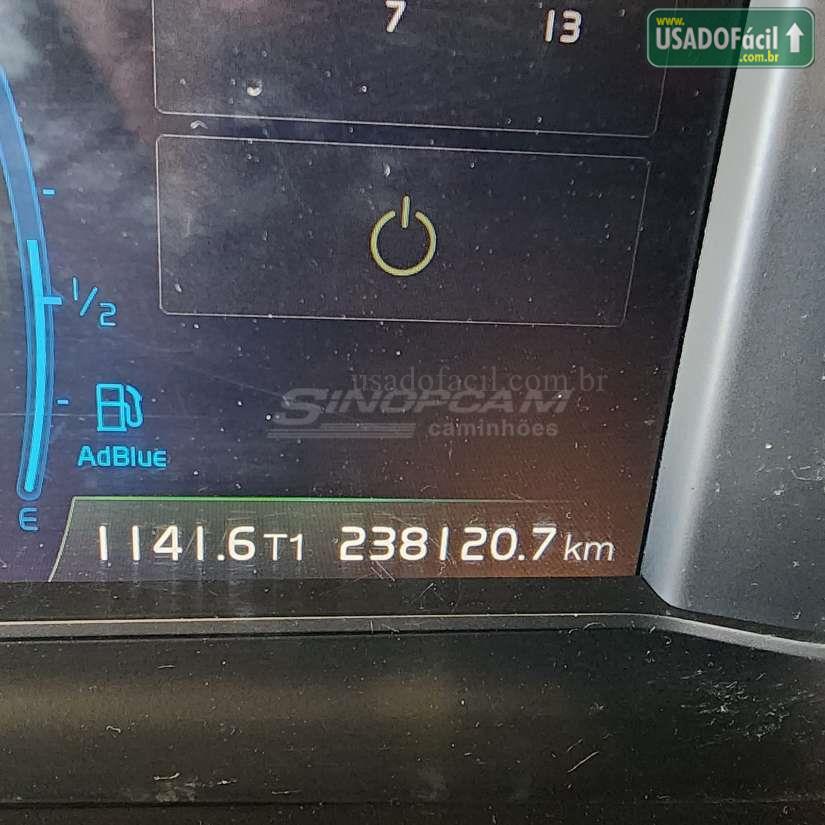 www.
USADOFácil
.com.br
7 13
1/2
usadofacil.com.br
SINOPCAM
caminhões
AdBlue
E
1141.6 T1 238120.7 km